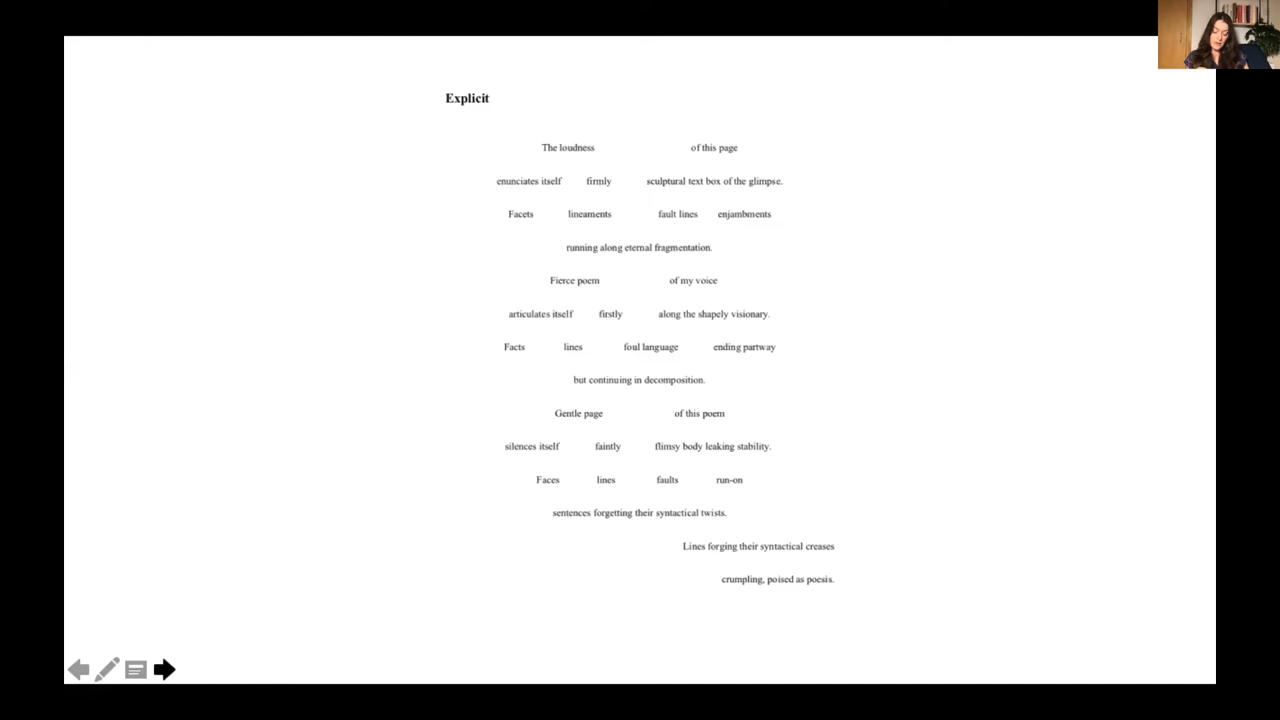 Explicit
The loudness of this page
enunciates itself firmly sculptural text box of the glimpse.
Facets lineaments fault lines enjambments
running along eternal fragmentation.
Fierce poem of my voice
articulates itself firstly along the shapely visionary.
Facts lines foul language ending partway
but continuing in decomposition.
Gentle page of this poem
silences itself faintly flimsy body leaking stability.
Faces lines faults run-on
sentences forgetting their syntactical twists.
Lines forging their syntactical creases
crumpling, poised as poesis.